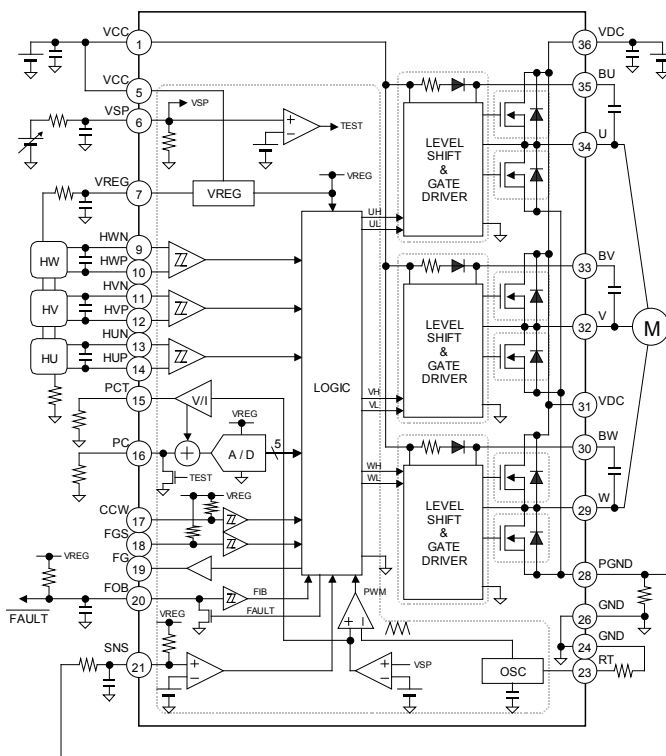 VCC
1
VCC
5
VSP
6
VSP
TEST
VREG
7
VREG
VREG
HW
HWN
9
HWP
10
HV
HVN
11
HVP
12
HU
HUN
13
HUP
14
PCT
15
V/I
VREG
PC
16
+
A / D
5
TEST
VREG
CCW
17
FGS
18
VREG
FG
19
FOB
20
FIB
FAULT
FAULT
VREG
SNS
21
+
−
+
−
LOGIC
UH
UL
VH
VL
WH
WL
PWM
+
−
+
−
VSP
OSC
LEVEL
SHIFT
&
GATE
DRIVER
LEVEL
SHIFT
&
GATE
DRIVER
LEVEL
SHIFT
&
GATE
DRIVER
VDC
36
BU
35
U
34
BV
33
V
32
M
VDC
31
BW
30
W
29
PGND
28
GND
26
GND
24
RT
23